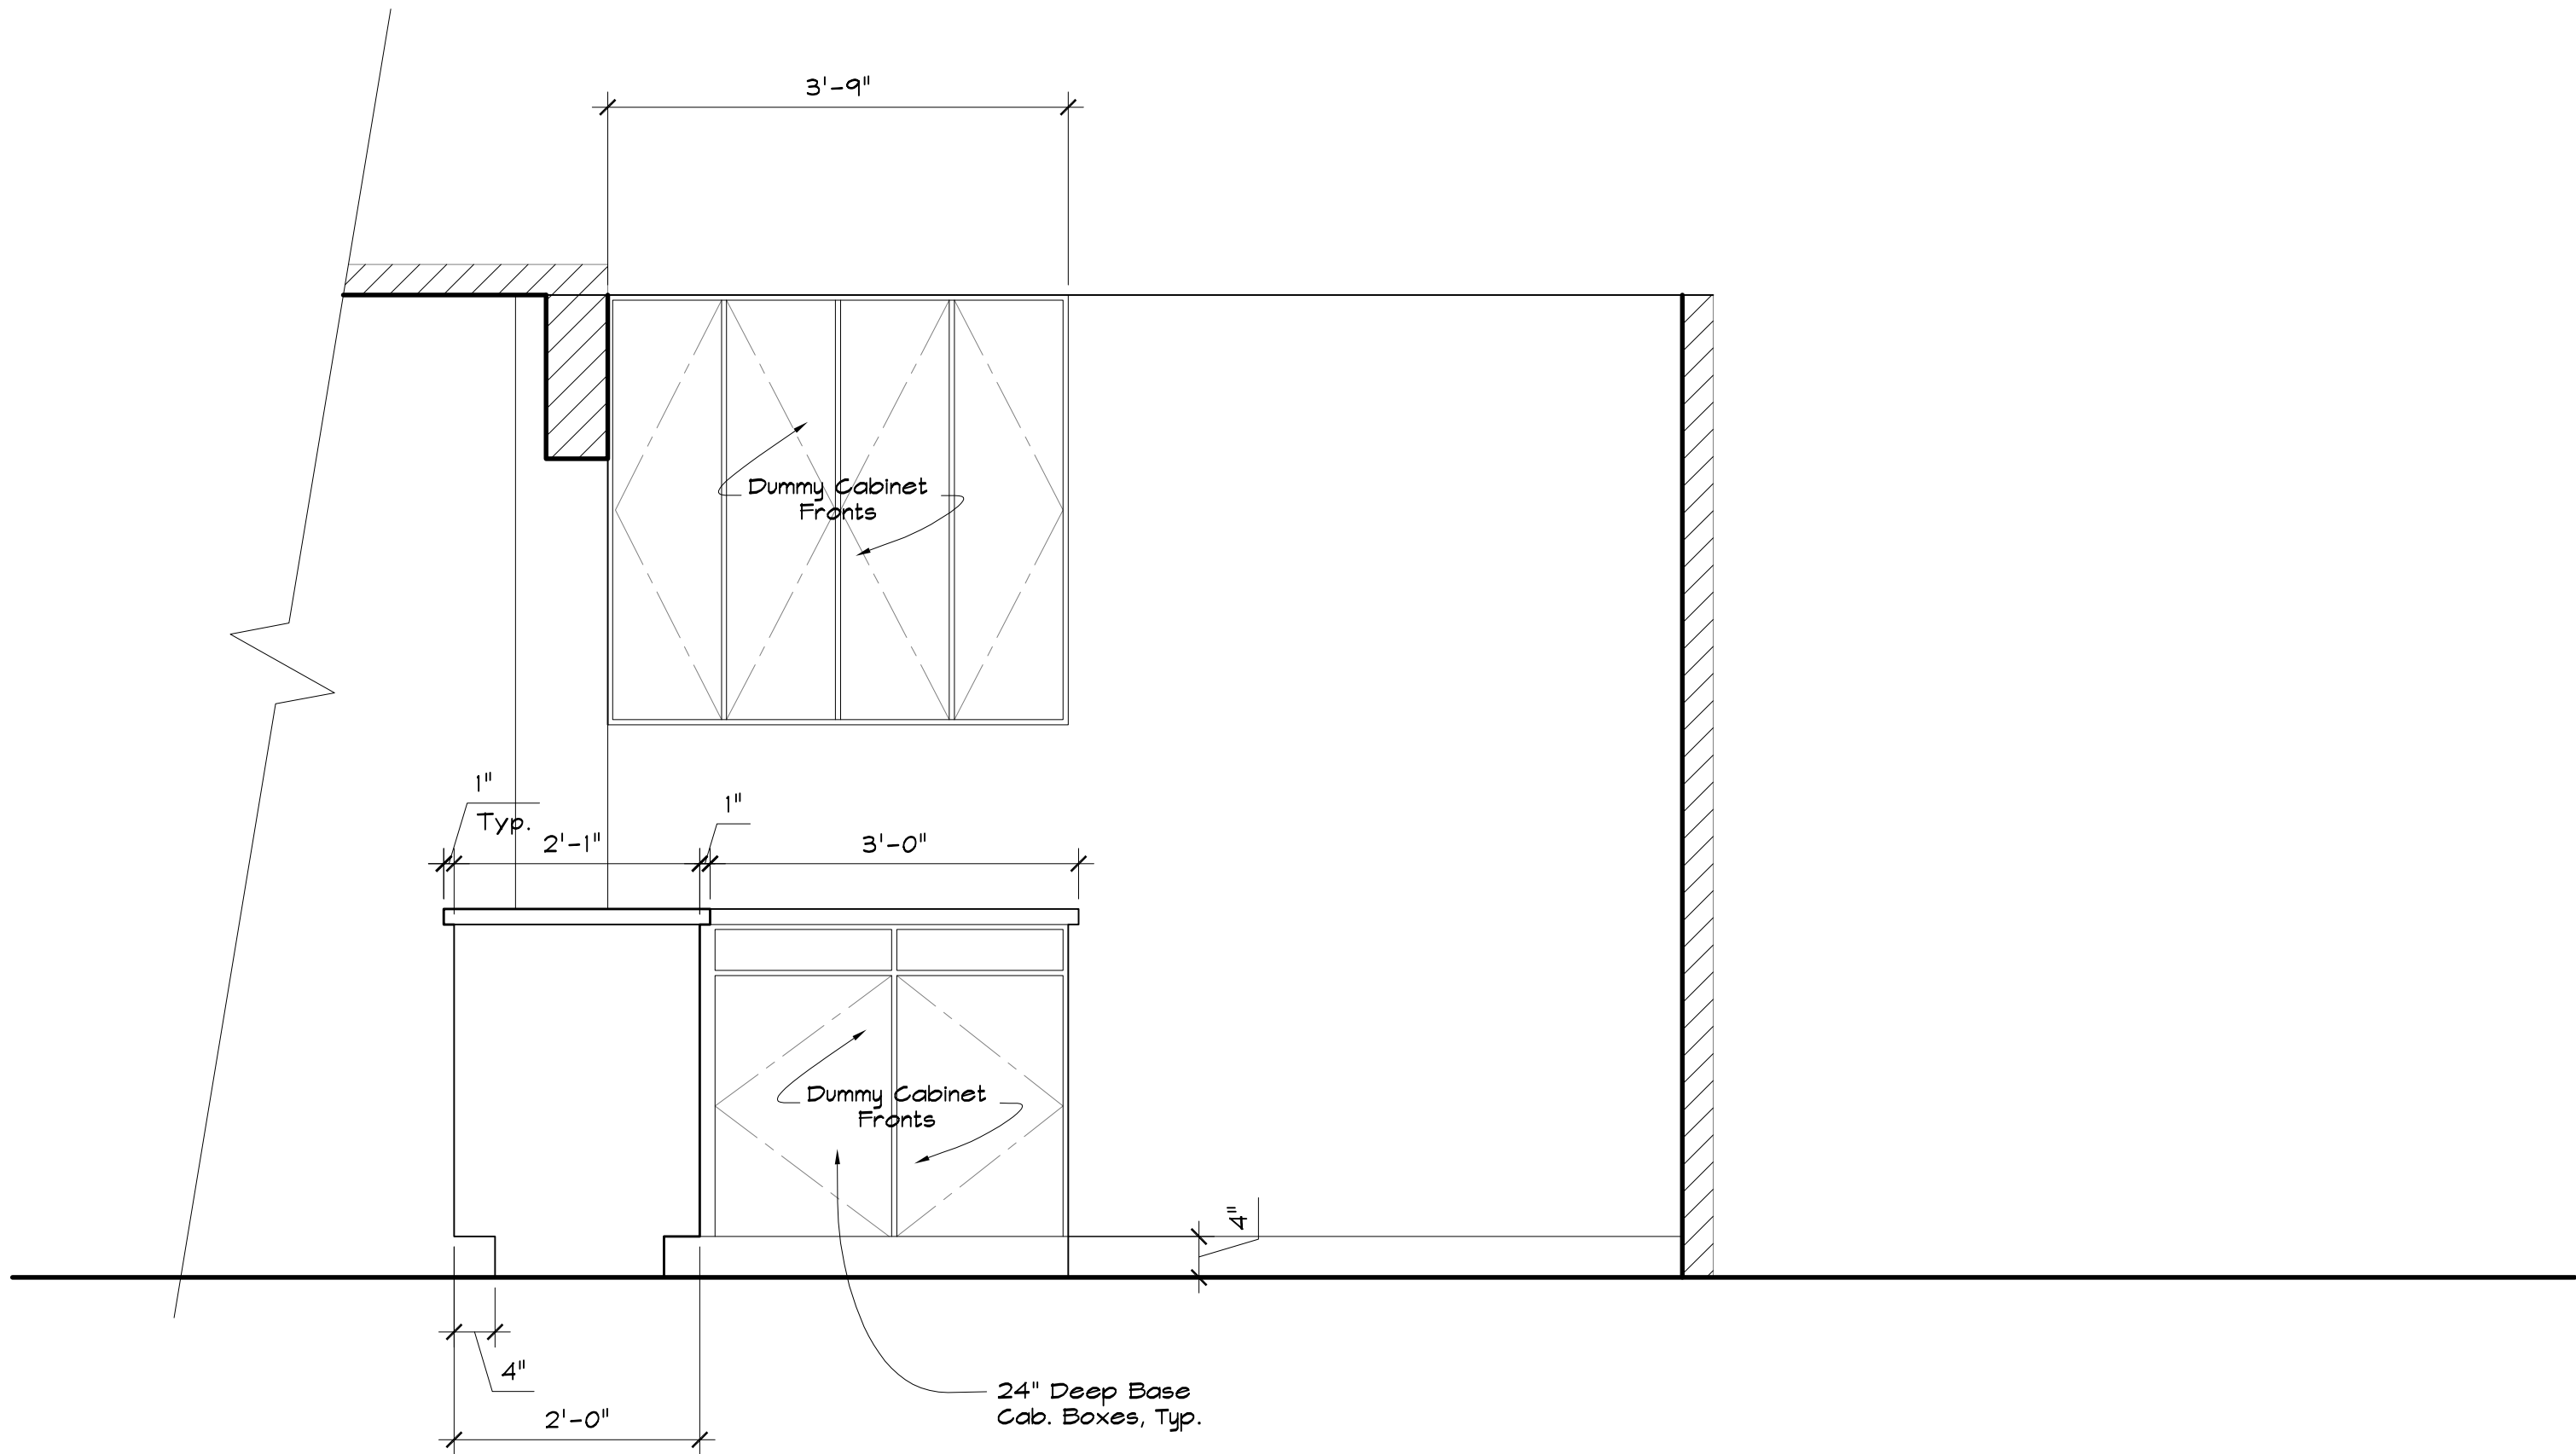 3'-9"
Dummy Cabinet
Fronts
1"
Typ.
1"
2'-1"
3'-0"
Dummy Cabinet
Fronts
4"
4"
24" Deep Base
Cab. Boxes, Typ.
2'-0"